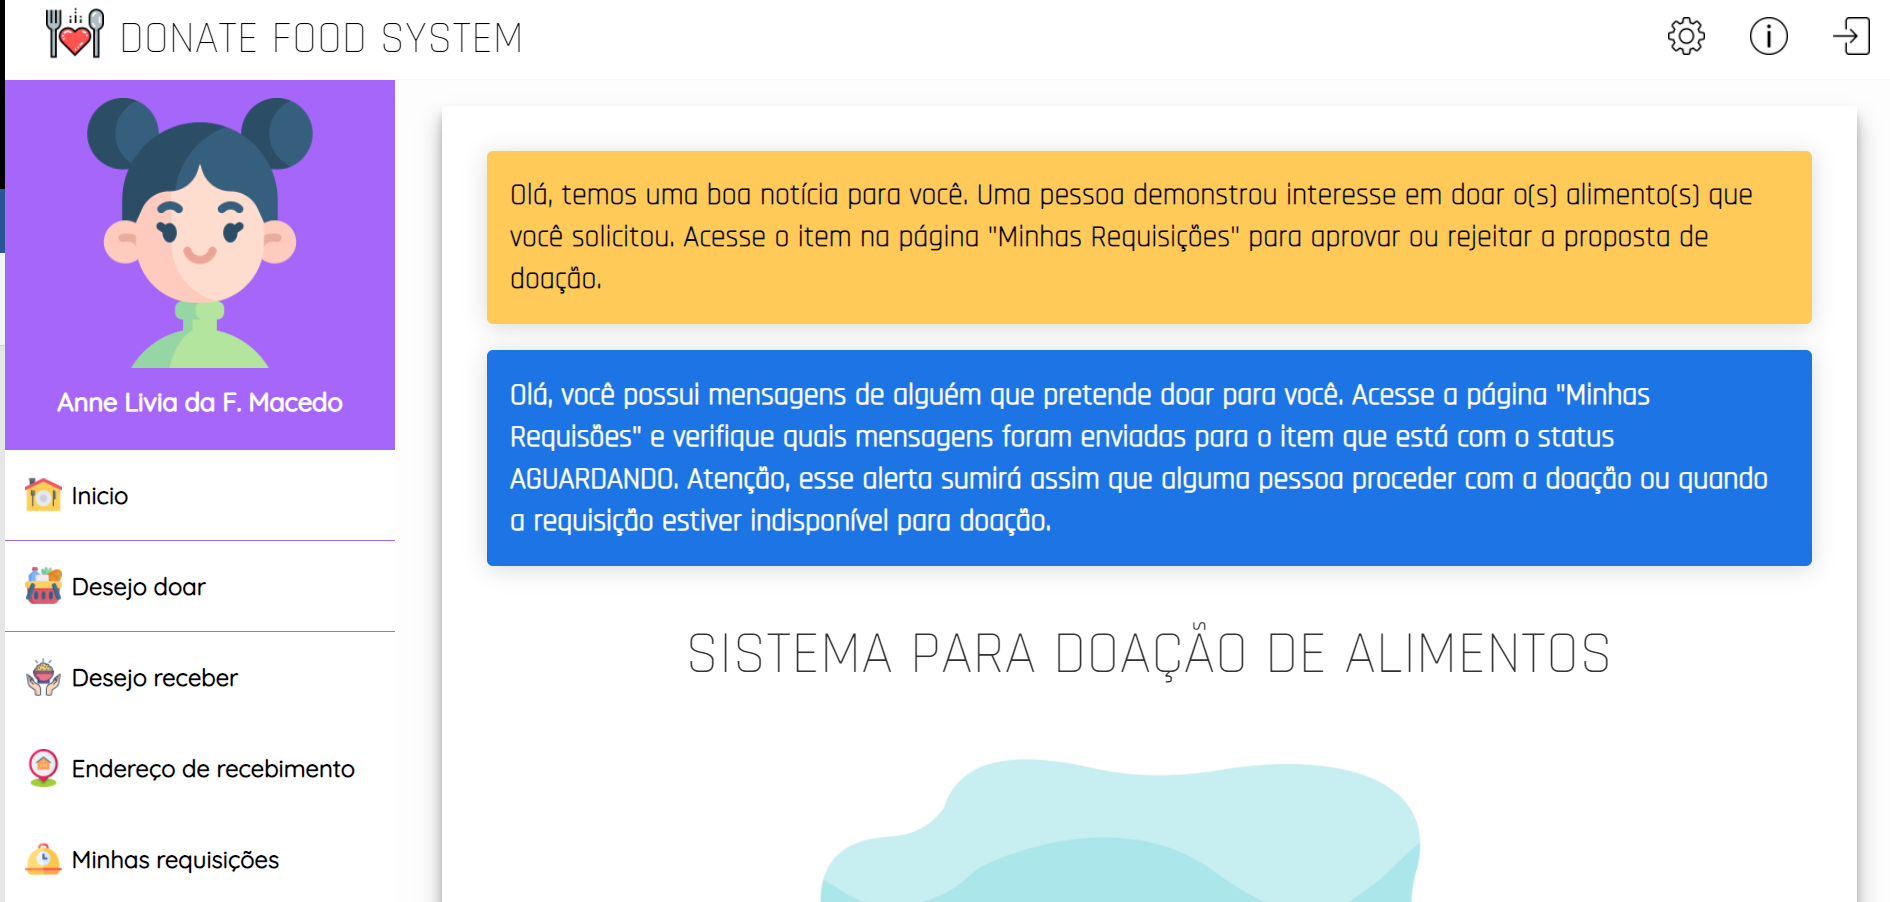 DONATE FOOD SYSTEM
Anne Livia da F. Macedo
Inicio
Desejo doar
Desejo receber
Endereço de recebimento
Minhas requisições
Olá, temos uma boa notícia para você. Uma pessoa demonstrou interesse em doar o(s) alimento(s) que
você solicitou. Acesse o item na página "Minhas Requisições" para aprovar ou rejeitar a proposta de
doação.
Olá, você possui mensagens de alguém que pretende doar para você. Acesse a página "Minhas
Requisões" e verifique quais mensagens foram enviadas para o item que está com o status
AGUARDANDO. Atenção, esse alerta sumirá assim que alguma pessoa proceder com a doação ou quando
a requisição estiver indisponível para doação.
SISTEMA PARA DOAÇÃO DE ALIMENTOS